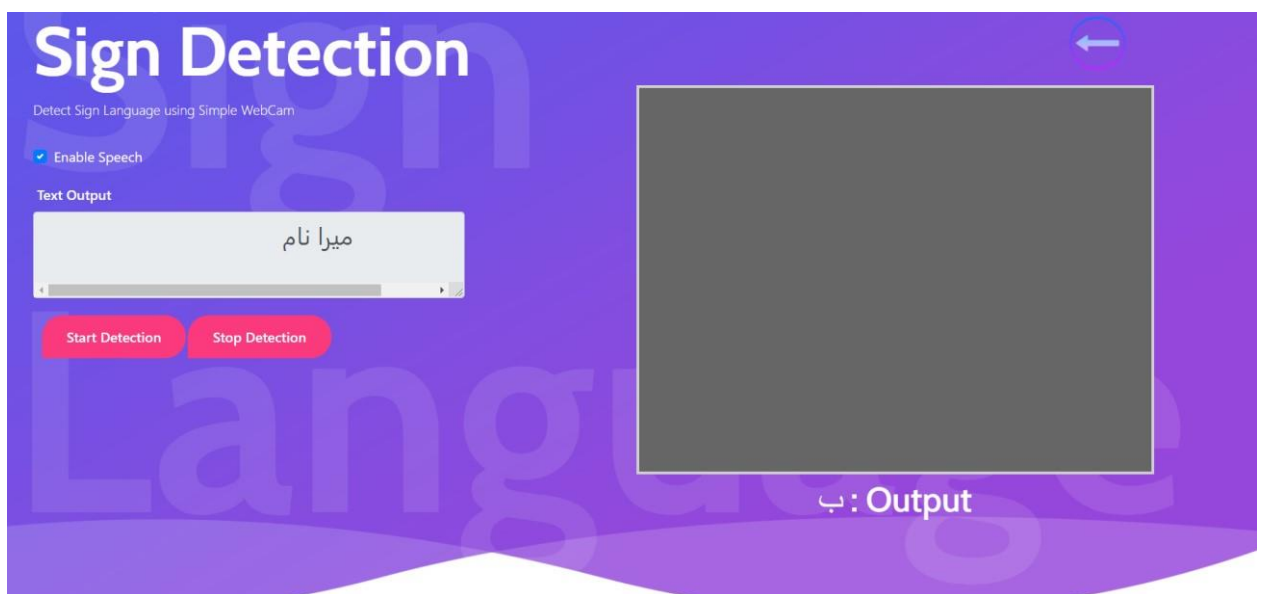 Sign Detection
Detect Sign Language using Simple WebCam
Enable Speech
Text Output
میرا نام
Start Detection
Stop Detection
ب : Output
Sign
Language